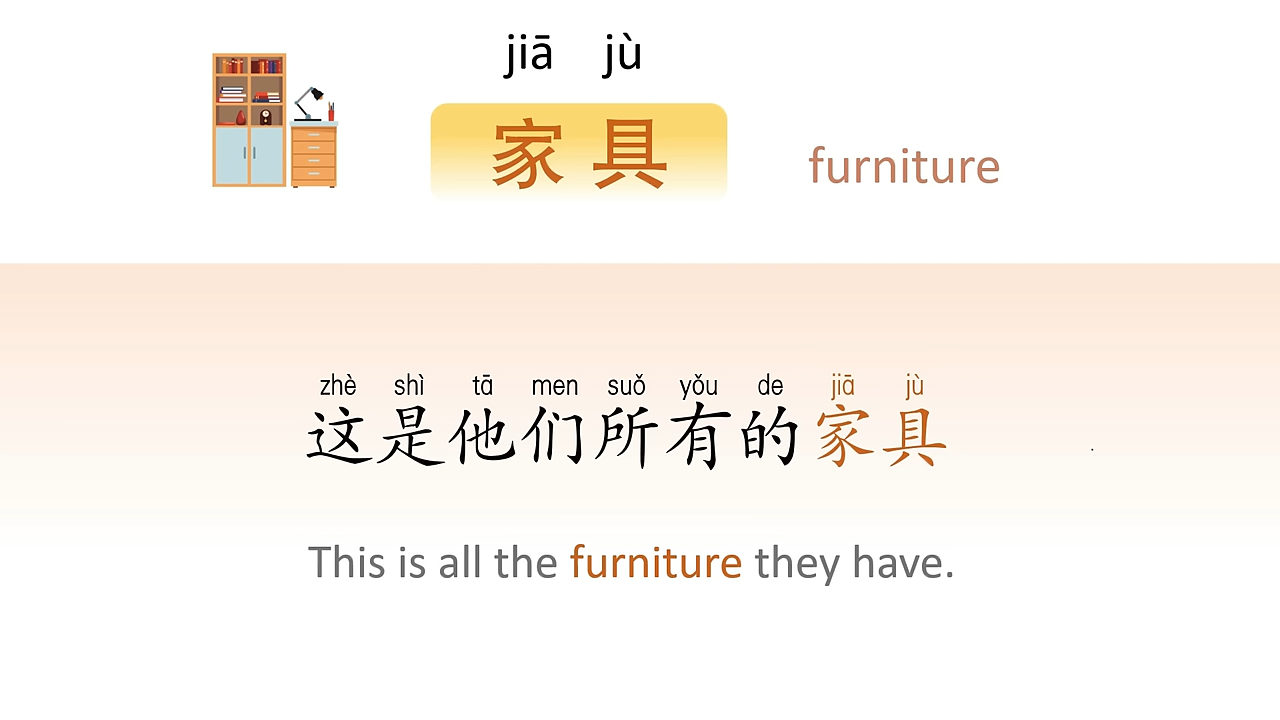 jiā jù
家具
furniture
zhè shì tā men suǒ yǒu de jiā jù
这是他们所有的家具
This is all the furniture they have.